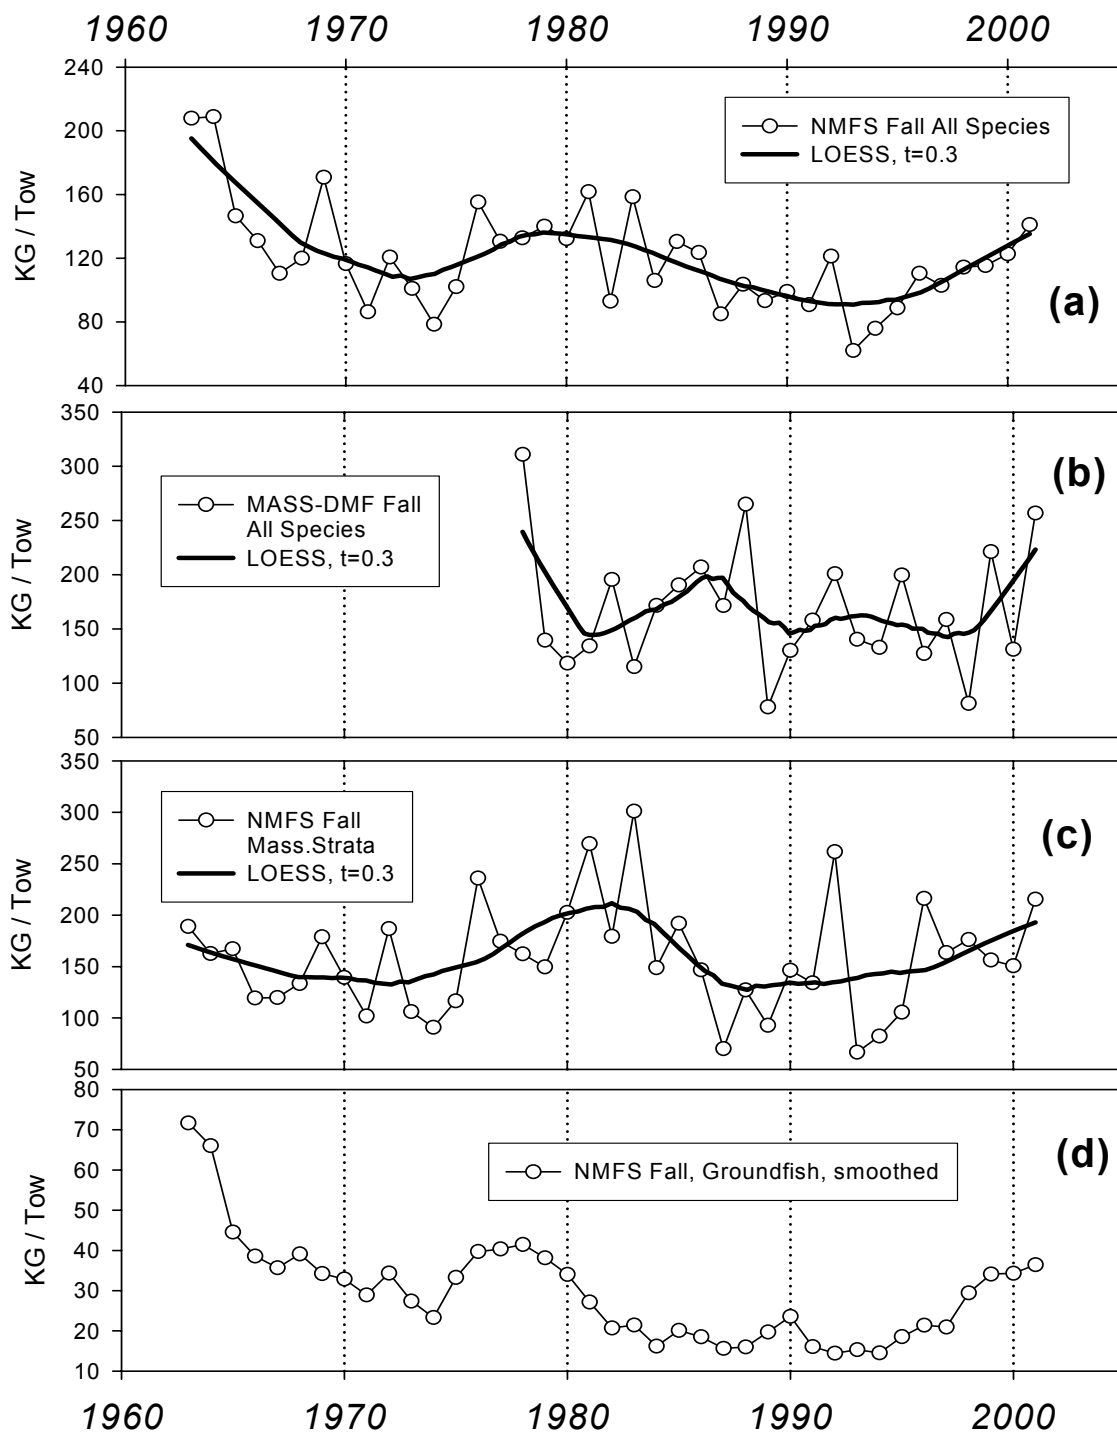 1960 1970 1980 1990 2000
240
200
160
120
80
40
KG / Tow
NMFS Fall All Species
LOESS, t=0.3
(a)
350
300
250
200
150
100
50
KG / Tow
MASS-DMF Fall
All Species
LOESS, t=0.3
(b)
350
300
250
200
150
100
50
KG / Tow
NMFS Fall
Mass.Strata
LOESS, t=0.3
(c)
80
70
60
50
40
30
20
10
KG / Tow
NMFS Fall, Groundfish, smoothed
(d)
1960 1970 1980 1990 2000